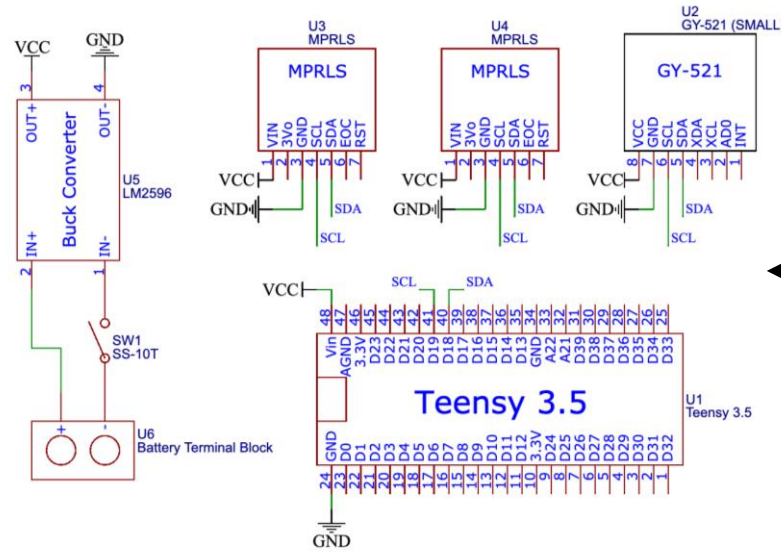 VCC
GND
3
4
OUT+
OUT-
Buck Converter
U5
LM2596
IN+
IN-
2
1
SW1
SS-10T
+
-
U6
Battery Terminal Block
U3
MPRLS
MPRLS
VIN
3Vo
GND
SCL
SDA
EOC
RST
1
2
3
4
5
6
7
VCC
GND
SDA
SCL
U4
MPRLS
MPRLS
VIN
3Vo
GND
SCL
SDA
EOC
RST
1
2
3
4
5
6
7
VCC
GND
SDA
SCL
U2
GY-521 (SMALL
GY-521
VCC
GND
SCL
SDA
XDA
XCL
AD0
INT
8
7
6
5
4
3
2
1
VCC
GND
SDA
SCL
VCC
SCL
SDA
48
47
46
45
44
43
42
41
40
39
38
37
36
35
34
33
32
31
30
29
28
27
26
25
Vin
AGND
3.3V
D23
D22
D21
D20
D19
D18
D17
D16
D15
D14
D13
GND
A22
A21
D39
D38
D37
D36
D35
D34
D33
Teensy 3.5
U1
Teensy 3.5
GND
D0
D1
D2
D3
D4
D5
D6
D7
D8
D9
D10
D11
D12
3.3V
D24
D25
D26
D27
D28
D29
D30
D31
D32
24
23
22
21
20
19
18
17
16
15
14
13
12
11
10
9
8
7
6
5
4
3
2
1
GND